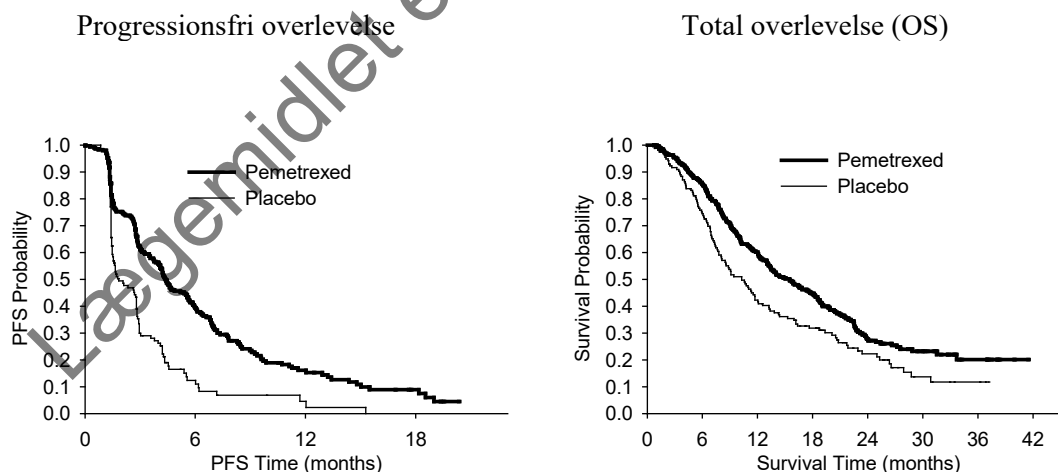 Progressionsfri overlevelse
Total overlevelse (OS)
Lægemidlet e
1.0
0.9
0.8
0.7
0.6
0.5
0.4
0.3
0.2
0.1
0.0
PFS Probability
Pemetrexed
Placebo
0 6 12 18
PFS Time (months)
1.0
0.9
0.8
0.7
0.6
0.5
0.4
0.3
0.2
0.1
0.0
Survival Probability
Pemetrexed
Placebo
0 6 12 18 24 30 36 42
Survival Time (months)